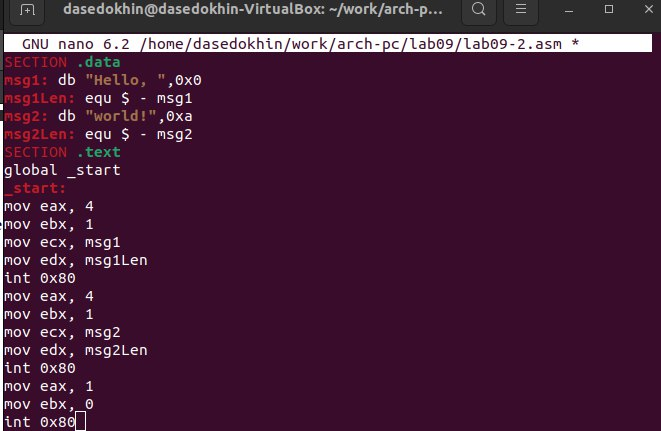 dasedokhin@dasedokhin-VirtualBox: ~/work/arch-p...
GNU nano 6.2 /home/dasedokhin/work/arch-pc/lab09/lab09-2.asm *
SECTION .data
msg1: db "Hello, ",0x0
msg1Len: equ $ - msg1
msg2: db "world!",0xa
msg2Len: equ $ - msg2
SECTION .text
global _start
_start:
mov eax, 4
mov ebx, 1
mov ecx, msg1
mov edx, msg1Len
int 0x80
mov eax, 4
mov ebx, 1
mov ecx, msg2
mov edx, msg2Len
int 0x80
mov eax, 1
mov ebx, 0
int 0x80